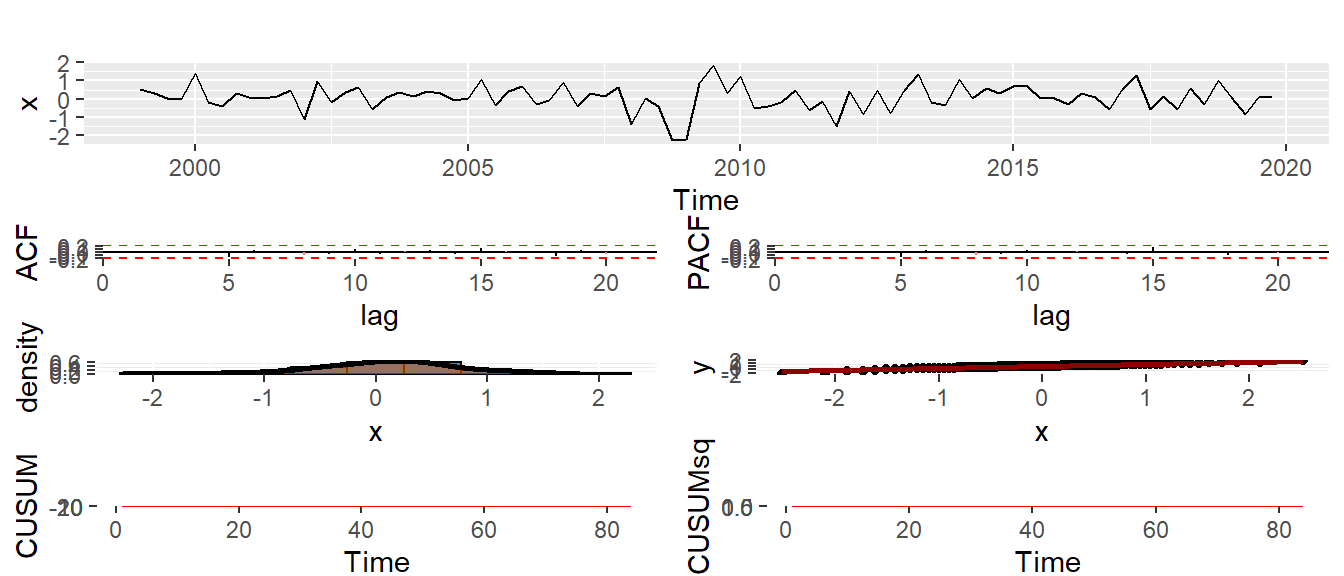 2
1
0
-1
-2
x
2000 2005 2010 2015 2020
Time
ACF
0 5 10 15 20
lag
PACF
0 5 10 15 20
lag
density
-2 -1 0 1 2
x
y
-2 -1 0 1 2
x
CUSUM
0 20 40 60 80
Time
CUSUMsq
0 20 40 60 80
Time